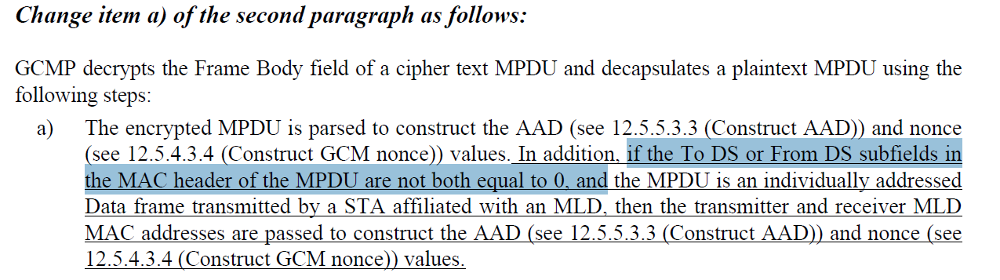 Change item a) of the second paragraph as follows:
GCMP decrypts the Frame Body field of a cipher text MPDU and decapsulates a plaintext MPDU using the
following steps:
a) The encrypted MPDU is parsed to construct the AAD (see 12.5.5.3.3 (Construct AAD)) and nonce
(see 12.5.4.3.4 (Construct GCM nonce)) values. In addition, if the To DS or From DS subfields in
the MAC header of the MPDU are not both equal to 0, and the MPDU is an individually addressed
Data frame transmitted by a STA affiliated with an MLD, then the transmitter and receiver MLD
MAC addresses are passed to construct the AAD (see 12.5.5.3.3 (Construct AAD)) and nonce (see
12.5.4.3.4 (Construct GCM nonce)) values.